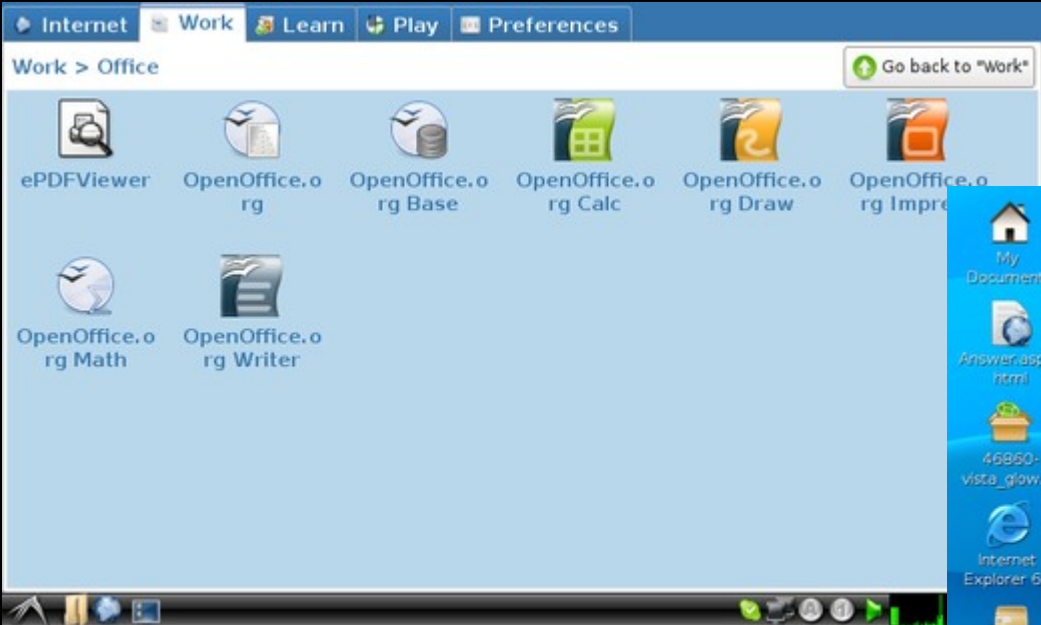 Internet Work Learn Play Preferences
Work > Office
Go back to "Work"
ePDFViewer OpenOffice.o OpenOffice.o OpenOffice.o OpenOffice.o OpenOffice.o
rg rg Base rg Calc rg Draw rg Impre
OpenOffice.o OpenOffice.o
rg Math rg Writer
My
Document
Answer.asp
html
46860-
vista_glow.
Internet
Explorer 6
A 1